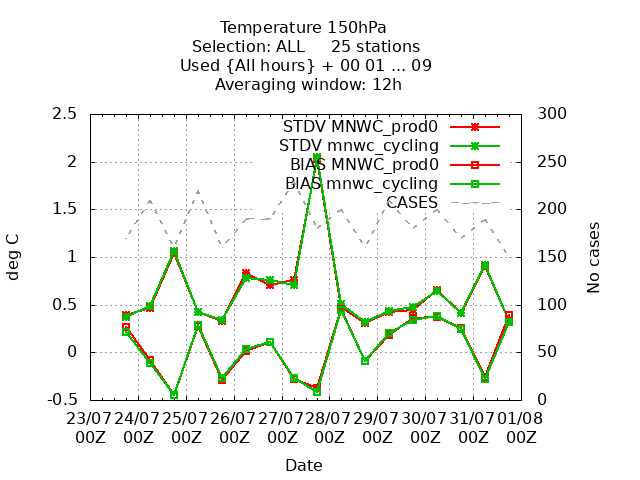 Temperature 150hPa
Selection: ALL 25 stations
Used {All hours} + 00 01 ... 09
Averaging window: 12h
2.5
2
1.5
1
0.5
0
-0.5
deg C
300
250
200
150
100
50
0
No cases
STDV MNWC_prod0
STDV mnwc_cycling
BIAS MNWC_prod0
BIAS mnwc_cycling
CASES
23/07 24/07 25/07 26/07 27/07 28/07 29/07 30/07 31/07 01/08
00Z 00Z 00Z 00Z 00Z 00Z 00Z 00Z 00Z 00Z
Date